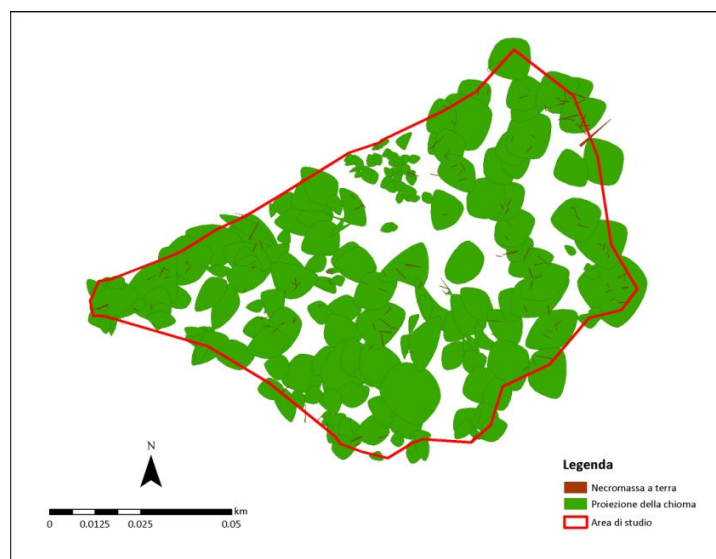 N
km
0 0.0125 0.025 0.05
Legenda
Necromassa a terra
Proiezione della chioma
Area di studio